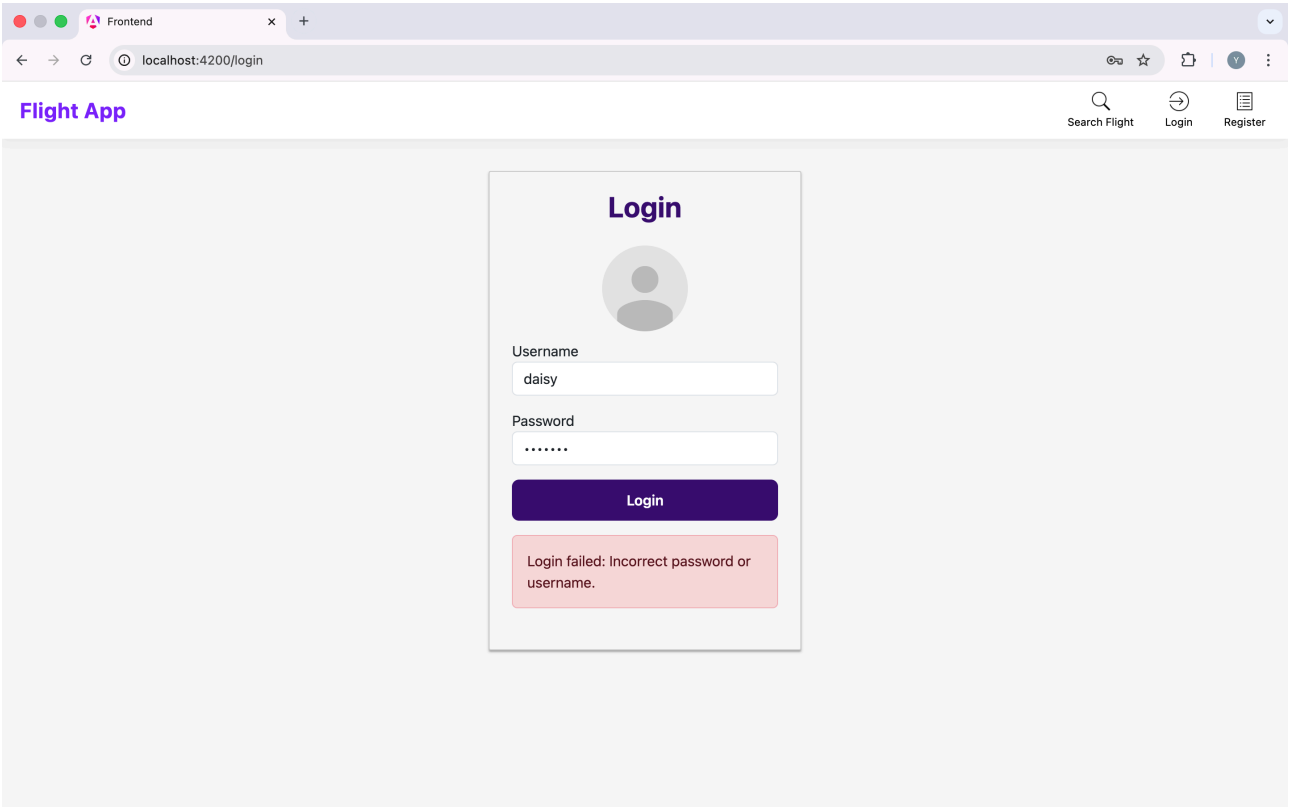 Frontend
localhost:4200/login
Y
Flight App
Search Flight
Login
Register
Login
Username
daisy
Password
•••••••
Login
Login failed: Incorrect password or
username.